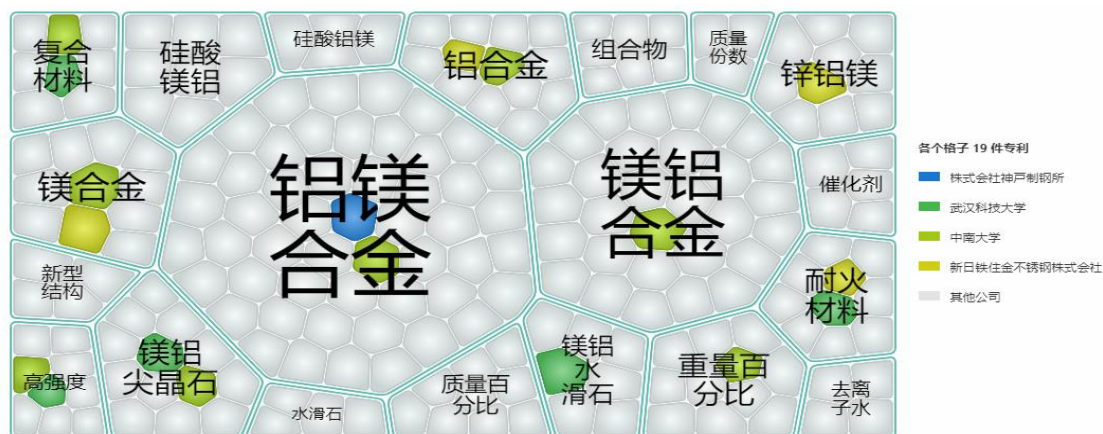 复合
材料
硅酸
镁铝
硅酸铝镁
铝合金
组合物
质量
份数
锌铝镁
镁合金
铝镁
合金
镁铝
合金
催化剂
新型
结构
耐火
材料
高强度
镁铝
尖晶石
水滑石
质量百
分比
镁铝
水
滑石
重量百
分比
去离
子水
各个格子 19 件专利
株式会社神戸制钢所
武汉科技大学
中南大学
新日铁住金不锈钢株式会社
其他公司